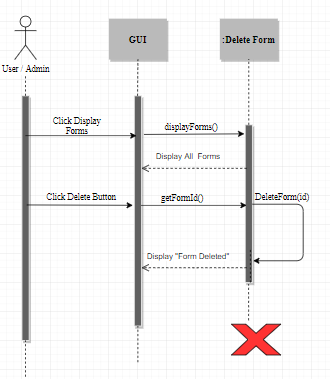 GUI
:Delete Form
User / Admin
Click Display
Forms
displayForms()
Display All  Forms
Click Delete Button
getFormId()
DeleteForm(id)
Display "Form Deleted"